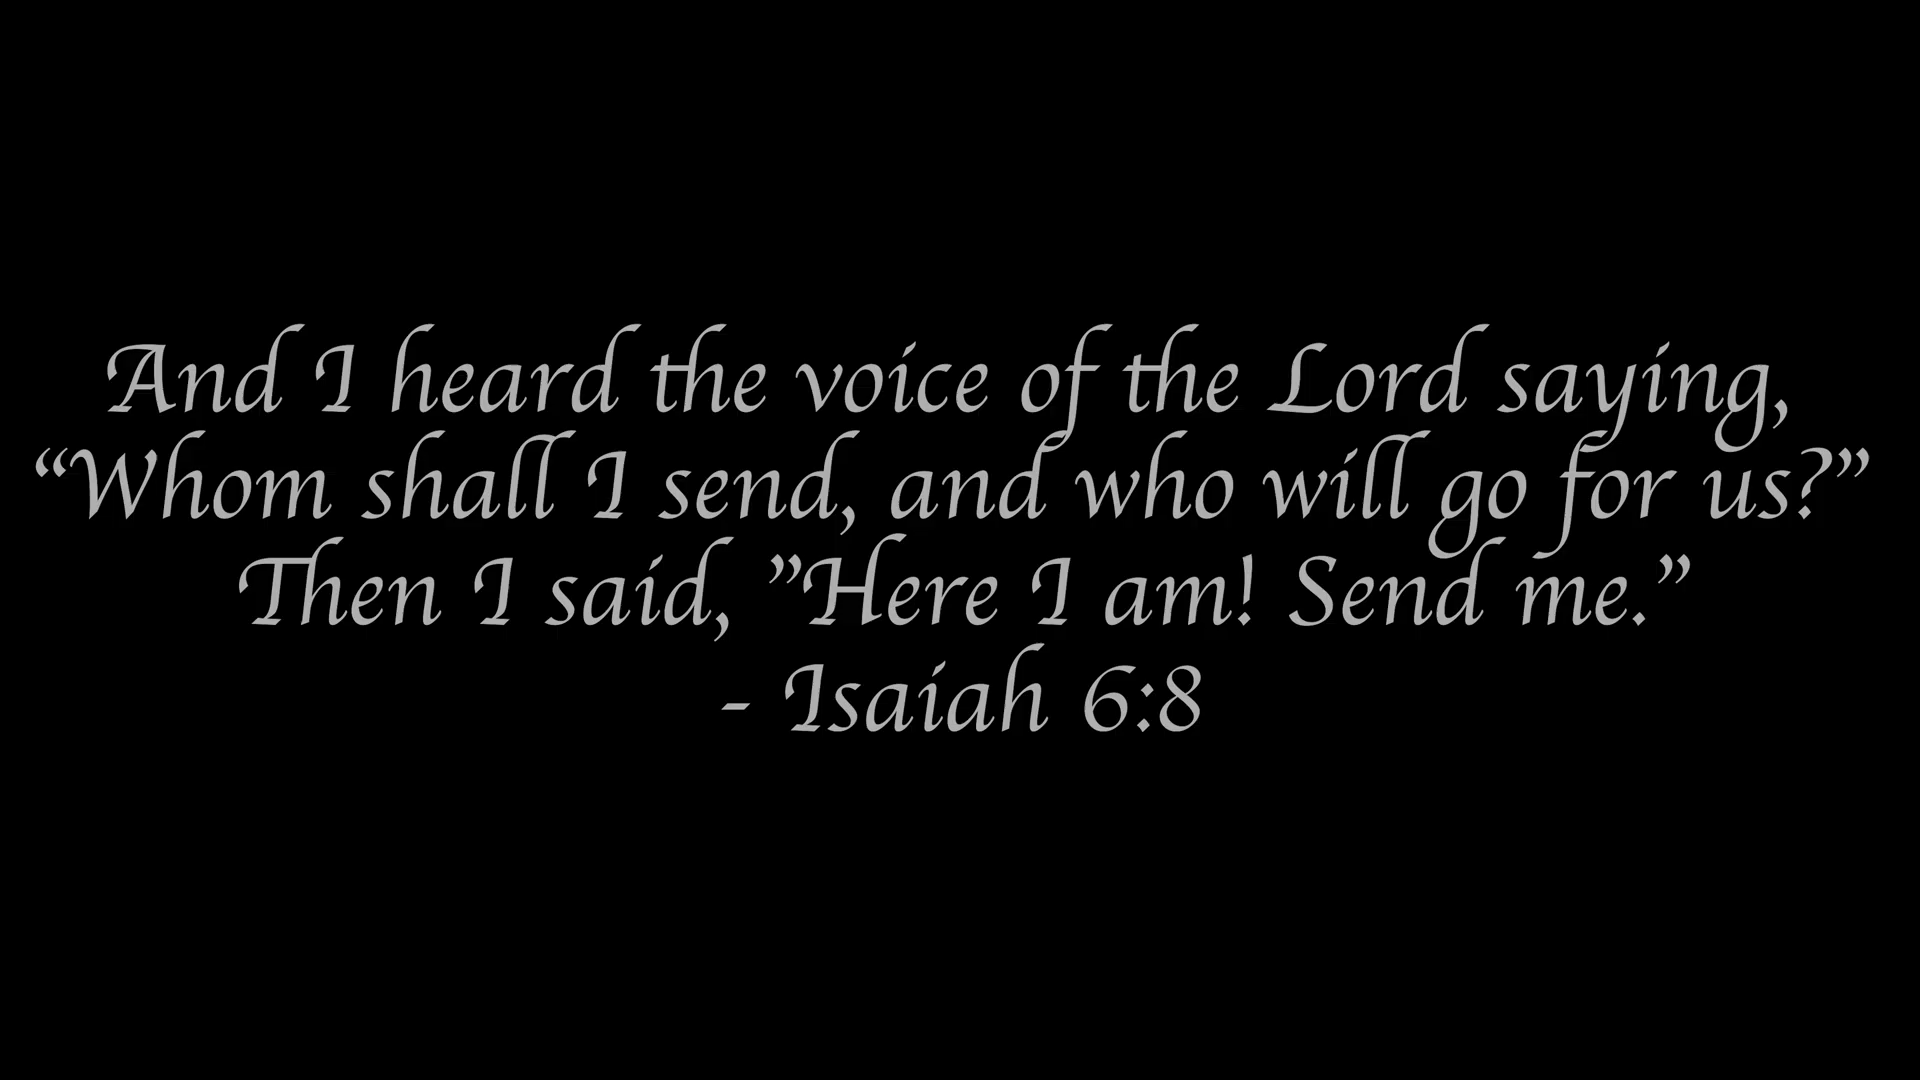 And I heard the voice of the Lord saying,
“Whom shall I send, and who will go for us?”
Then I said, ”Here I am! Send me.”
- Isaiah 6:8